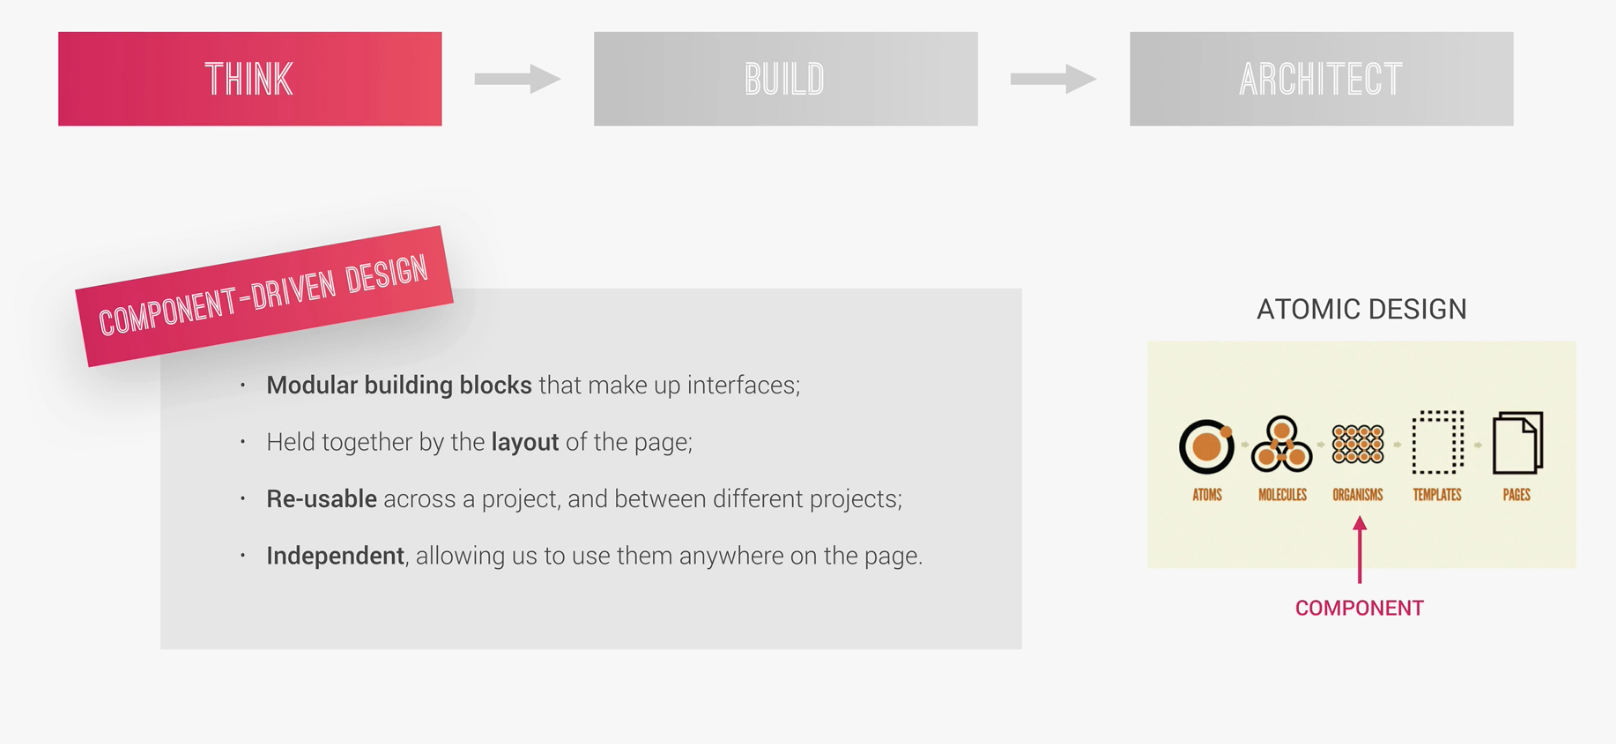 THINK
BUILD
ARCHITECT
COMPONENT-DRIVEN DESIGN
· Modular building blocks that make up interfaces;
· Held together by the layout of the page;
· Re-usable across a project, and between different projects;
· Independent, allowing us to use them anywhere on the page.
ATOMIC DESIGN
ATOMS MOLECULES ORGANISMS TEMPLATES PAGES
COMPONENT